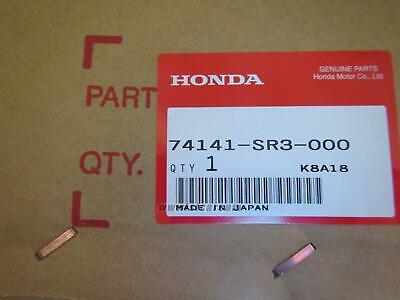 PART
QTY.
HONDA
GENUINE PARTS
Honda Motor Co., Ltd.
74141-SR3-000
QTY 1
K8A18
MADE IN JAPAN